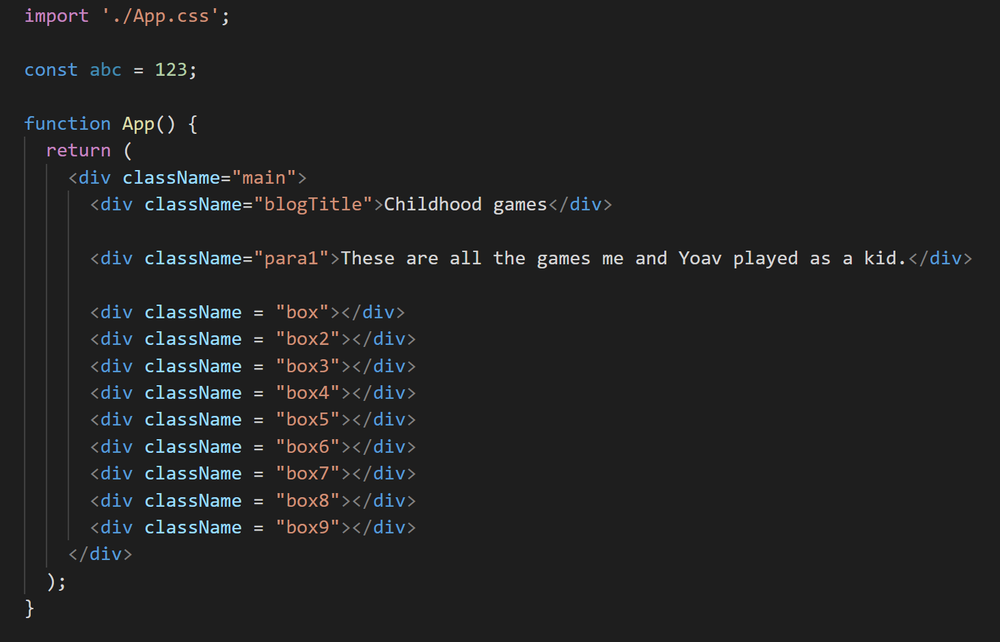 import './App.css';
const abc = 123;
function App() {
return (
<div className="main">
<div className="blogTitle">Childhood games</div>
<div className="para1">These are all the games me and Yoav played as a kid.</div>
<div className = "box"></div>
<div className = "box2"></div>
<div className = "box3"></div>
<div className = "box4"></div>
<div className = "box5"></div>
<div className = "box6"></div>
<div className = "box7"></div>
<div className = "box8"></div>
<div className = "box9"></div>
</div>
);
}